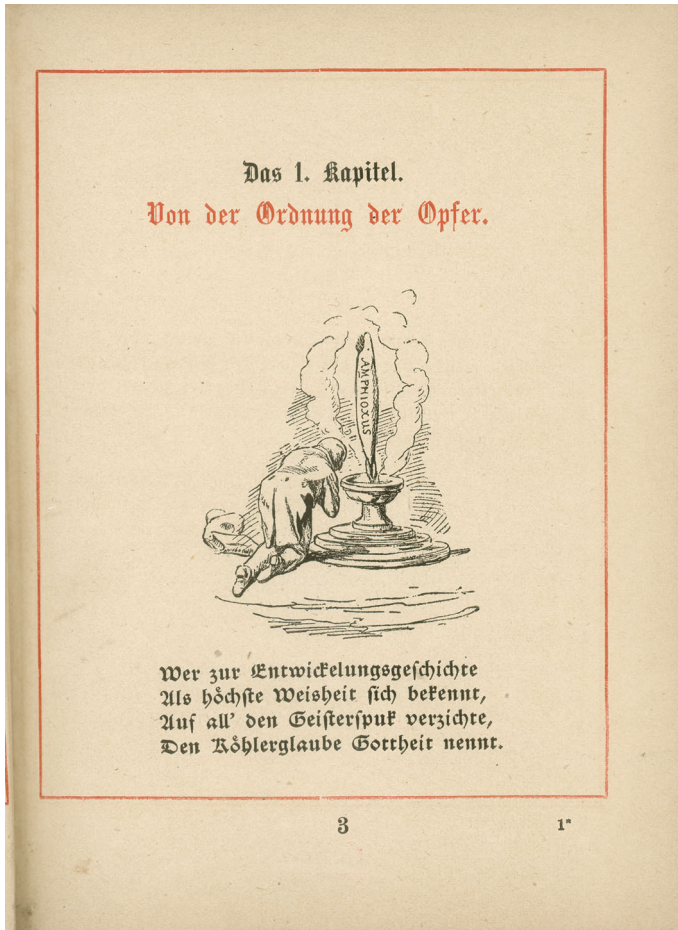 Das 1. Kapitel.
Von der Ordnung der Opfer.
AMPHIOXUS
Wer zur Entwickelungsgeschichte
Als höchste Weisheit sich bekennt,
Auf all' den Geisterspuk verzichte,
Den Köhlerglaube Gottheit nennt.
3
1*